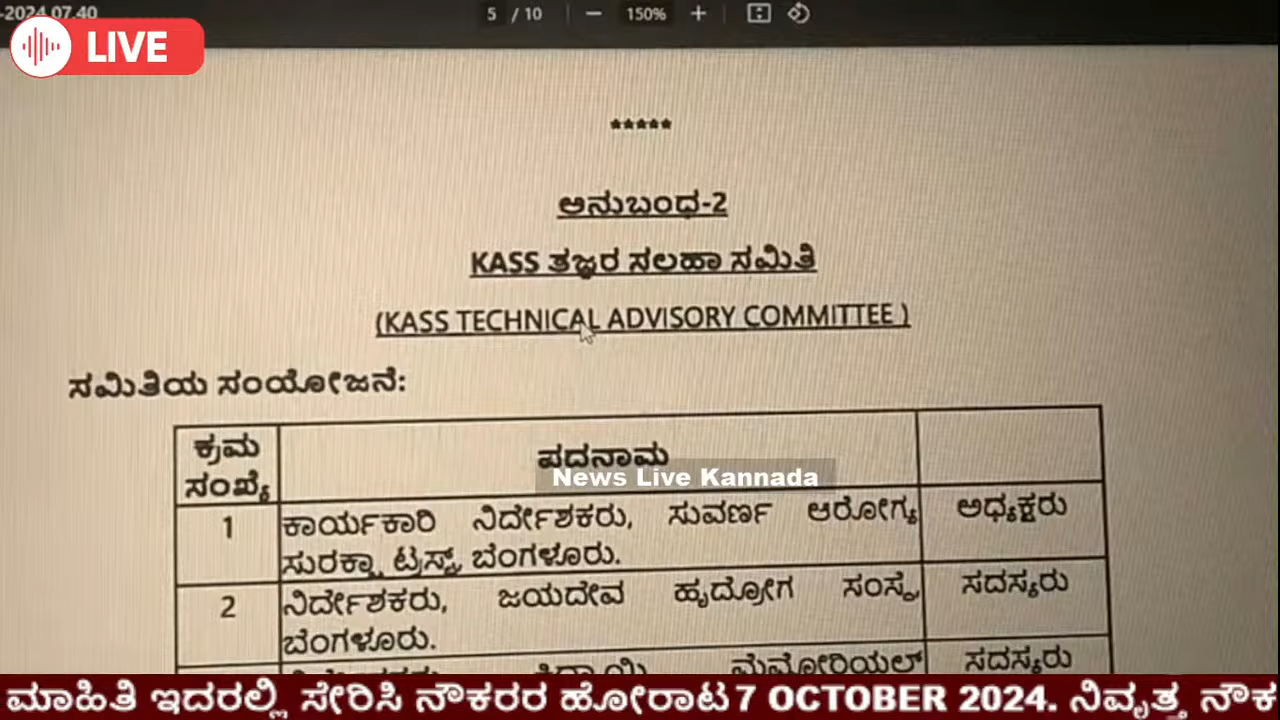 -2024.07.40
5 / 10
150%
LIVE
*****
ಅನುಬಂಧ-2
KASS ತಜ್ಞರ ಸಲಹಾ ಸಮಿತಿ
(KASS TECHNICAL ADVISORY COMMITTEE )
ಸಮಿತಿಯ ಸಂಯೋಜನೆ:
ಕ್ರಮ
ಸಂಖ್ಯೆ
ಪದನಾಮ
News Live Kannada
1 ಕಾರ್ಯಕಾರಿ ನಿರ್ದೇಶಕರು, ಸುವರ್ಣ ಆರೋಗ್ಯ ಅಧ್ಯಕ್ಷರು
ಸುರಕ್ಷಾ ಟ್ರಸ್ಟ್, ಬೆಂಗಳೂರು.
2 ನಿರ್ದೇಶಕರು, ಜಯದೇವ ಹೃದ್ರೋಗ ಸಂಸ್ಥೆ, ಸದಸ್ಯರು
ಬೆಂಗಳೂರು.
ಮೆಮೋರಿಯಲ್ ಸದಸ್ಯರು
ಮಾಹಿತಿ ಇದರಲ್ಲಿ ಸೇರಿಸಿ ನೌಕರರ ಹೋರಾಟ 7 OCTOBER 2024. ನಿವೃತ್ತ ನೌಕ